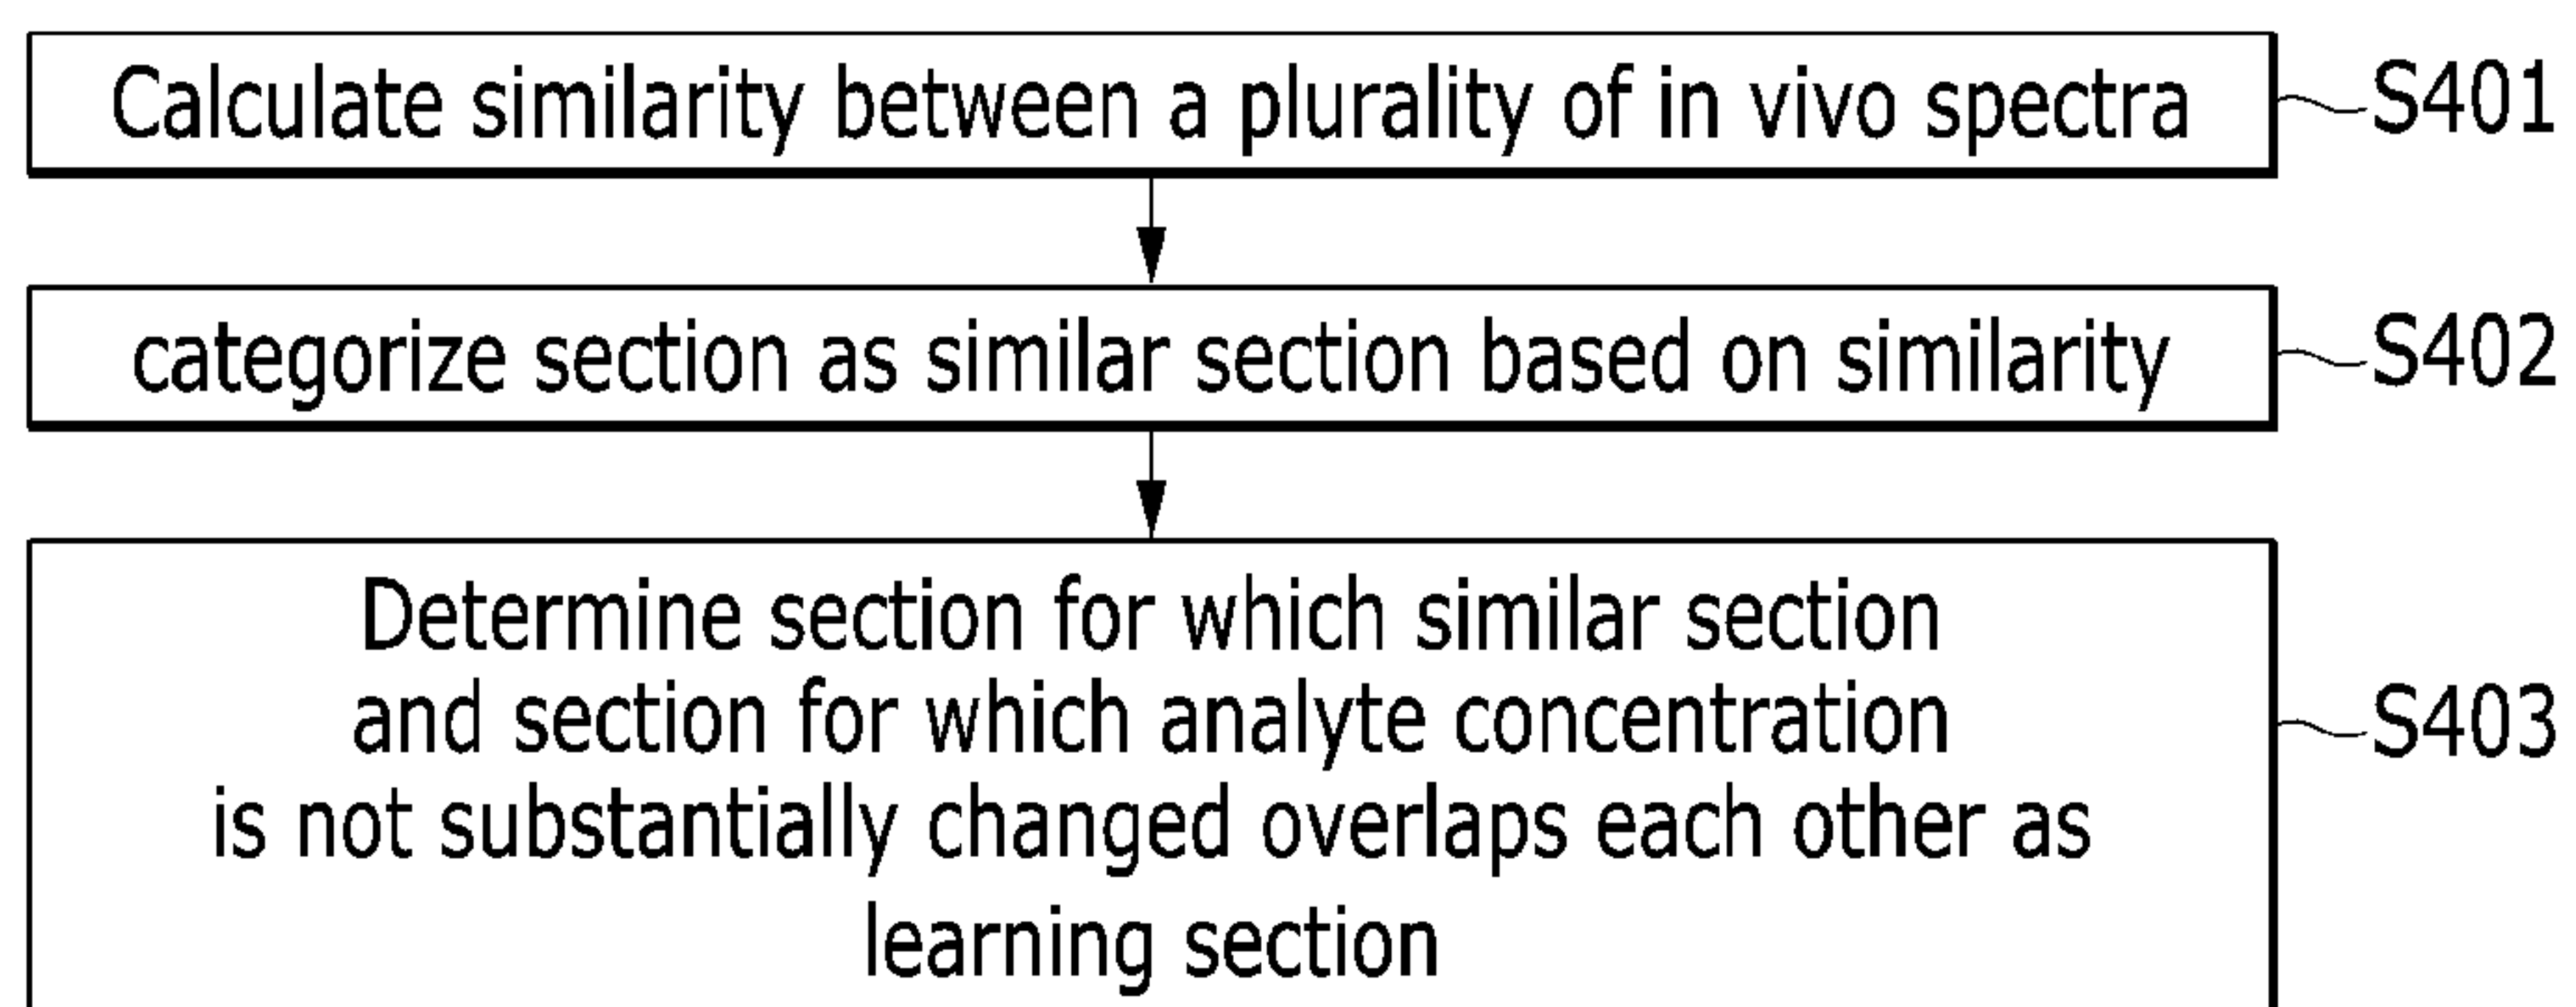 Calculate similarity between a plurality of in vivo spectra
S401
categorize section as similar section based on similarity
S402
Determine section for which similar section
and section for which analyte concentration
is not substantially changed overlaps each other as
learning section
S403